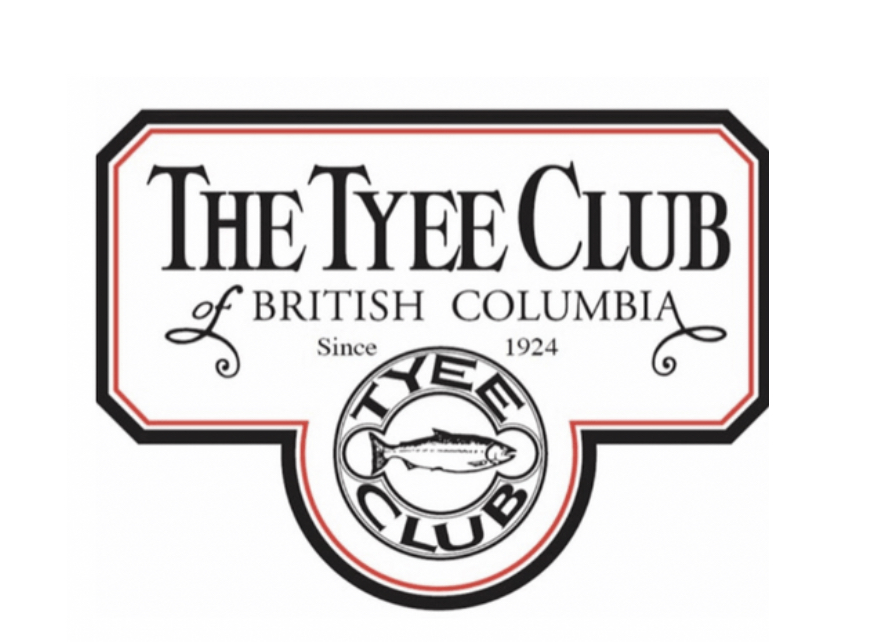 THE TYEE CLUB
of BRITISH COLUMBIA
Since 1924
TYEE
CLUB